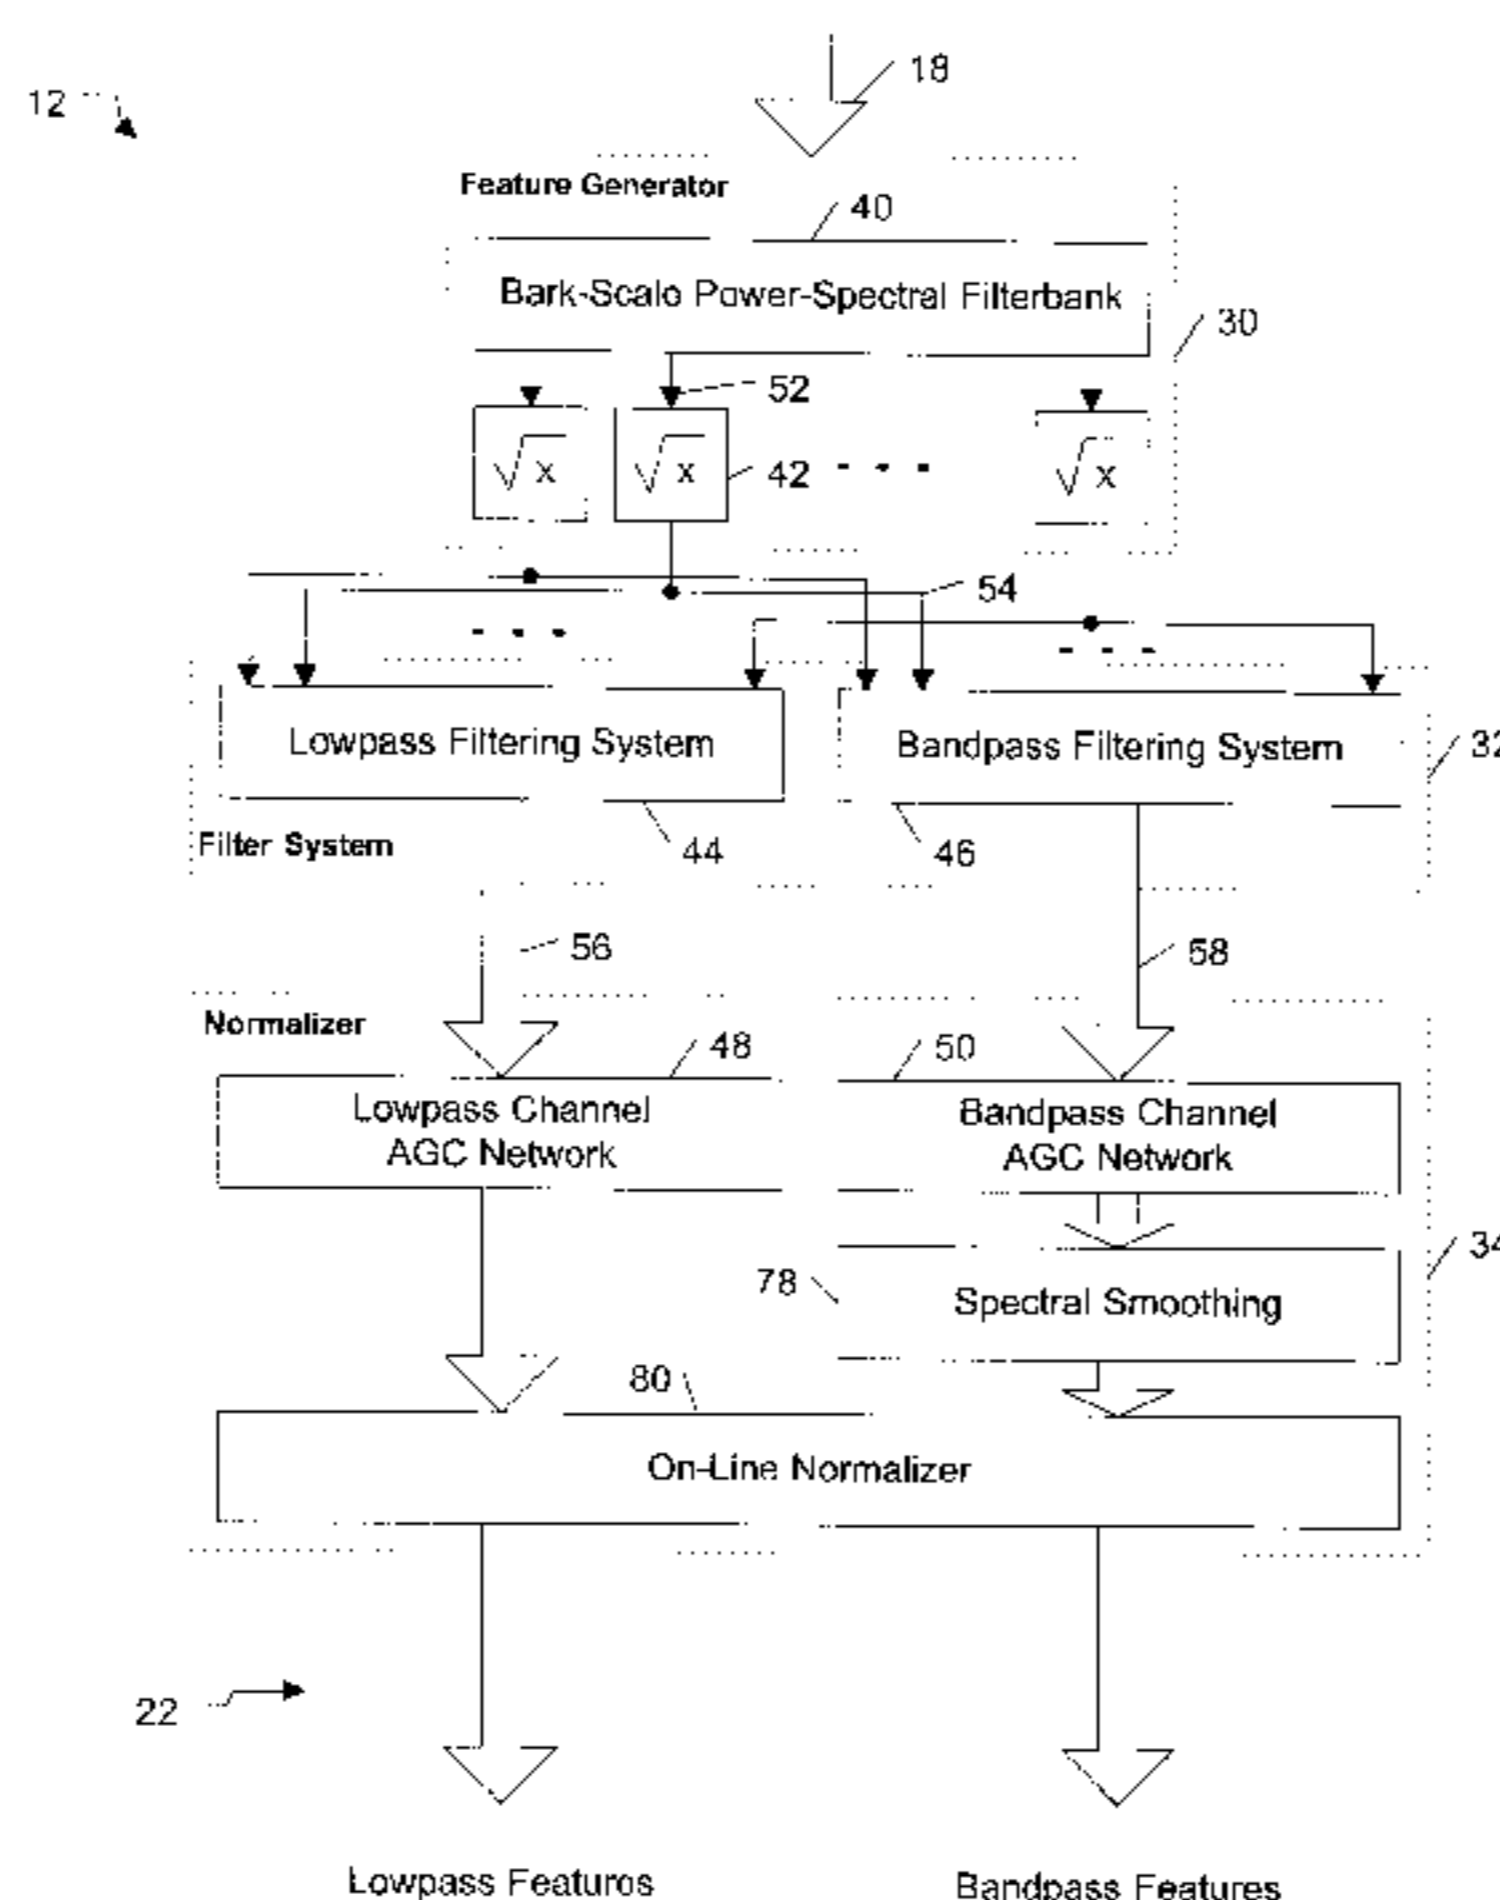 18
12
Feature Generator
40
Bark-Scalo Power-Spectral Filterbank
30
52
√x √x 42 √x
54
Lowpass Filtering System
Bandpass Filtering System
32
Filter System
44
46
56
58
Normalizer
48
50
Lowpass Channel
AGC Network
Bandpass Channel
AGC Network
34
78
Spectral Smoothing
80
On-Line Normalizer
22
Lowpass Featuros
Bandpass Features